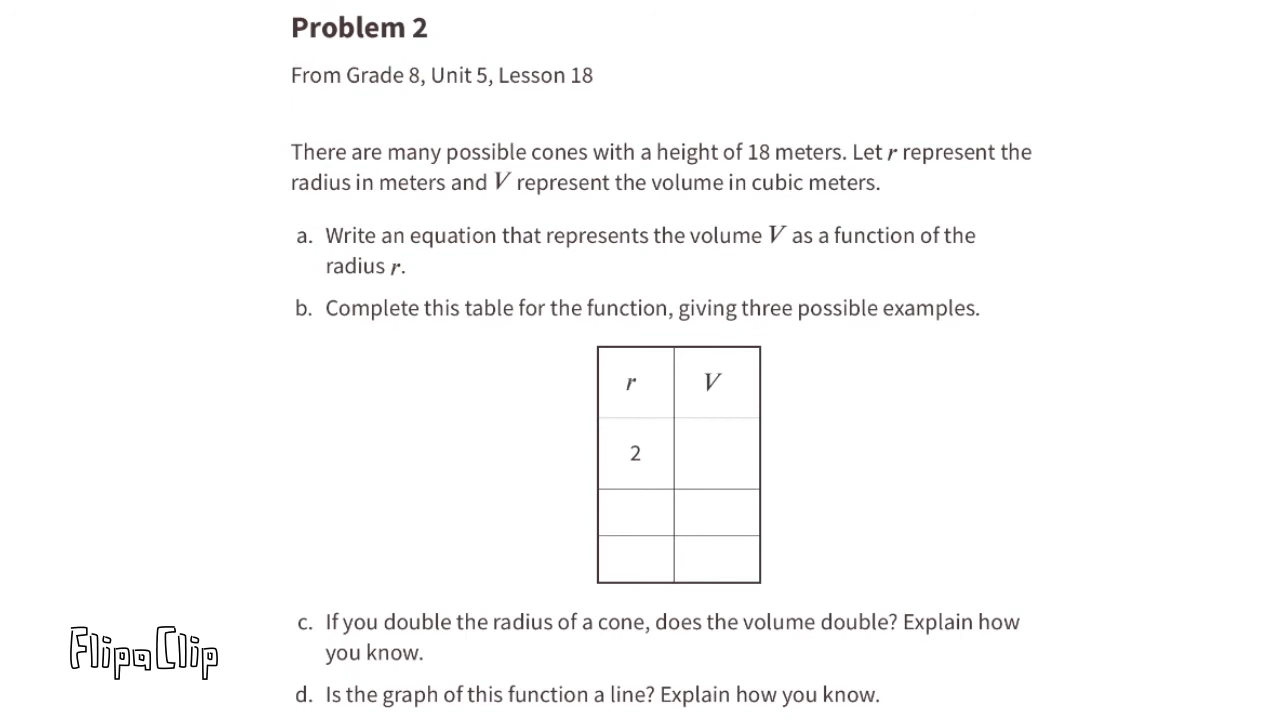 Problem 2
From Grade 8, Unit 5, Lesson 18
There are many possible cones with a height of 18 meters. Let r represent the
radius in meters and V represent the volume in cubic meters.
a. Write an equation that represents the volume V as a function of the
radius r.
b. Complete this table for the function, giving three possible examples.
r V
2
c. If you double the radius of a cone, does the volume double? Explain how
you know.
d. Is the graph of this function a line? Explain how you know.
FlipaClip